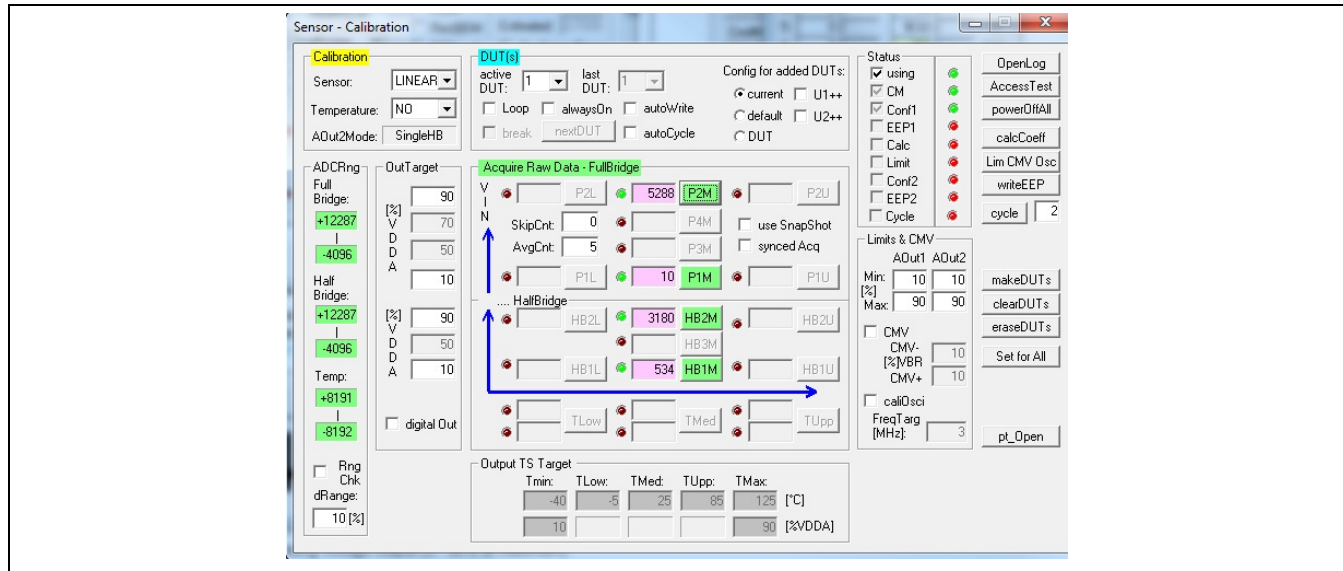 Sensor - Calibration
Calibration
Sensor: LINEAR
Temperature: NO
AOut2Mode: SingleHB
DUT(s)
active DUT: 1 last DUT: 1
Loop alwaysOn autoWrite
break nextDUT autoCycle
Config for added DUTs:
current U1++
default U2++
DUT
Status
using
CM
Conf1
EEP1
Calc
Limit
Conf2
EEP2
Cycle
OpenLog
AccessTest
powerOffAll
calcCoeff
Lim CMV Osc
writeEEP
cycle 2
ADCRng
Full Bridge:
+12287
|
-4096
Half Bridge:
+12287
|
-4096
Temp:
+8191
|
-8192
Rng Chk
dRange:
10 [%]
OutTarget
[%] VDDA
90
70
50
10
[%] VDDA
90
50
10
digital Out
Acquire Raw Data - FullBridge
VIN
P2L 5288 P2M P2U
SkipCnt: 0 P4M use SnapShot
AvgCnt: 5 P3M synced Acq
P1L 10 P1M P1U
.... HalfBridge
HB2L 3180 HB2M HB2U
HB3M
HB1L 534 HB1M HB1U
TLow TMed TUpp
Limits & CMV
AOut1 AOut2
Min: 10 10
[%]
Max: 90 90
CMV
CMV- 10
[%]VBR
CMV+ 10
caliOsci
FreqTarg [MHz]: 3
makeDUTs
clearDUTs
eraseDUTs
Set for All
pt_Open
Output TS Target
Tmin: TLow: TMed: TUpp: TMax:
-40 -5 25 85 125 [°C]
10 90 [%VDDA]